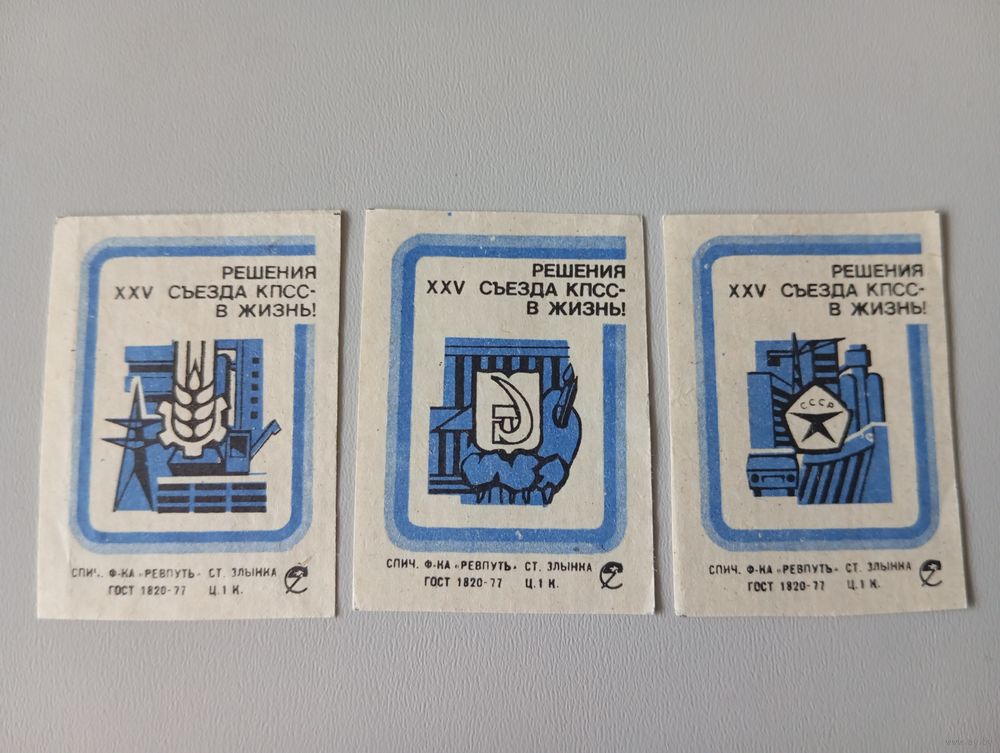 РЕШЕНИЯ
XXV СЪЕЗДА КПСС-
В ЖИЗНЬ!
СПИЧ. Ф-КА «РЕВПУТЬ» СТ. ЗЛЫНКА
ГОСТ 1820-77 Ц.1 К.
РЕШЕНИЯ
XXV СЪЕЗДА КПСС-
В ЖИЗНЬ!
СПИЧ. Ф-КА «РЕВПУТЬ» СТ. ЗЛЫНКА
ГОСТ 1820-77 Ц.1 К.
РЕШЕНИЯ
XXV СЪЕЗДА КПСС-
В ЖИЗНЬ!
СССР
СПИЧ. Ф-КА «РЕВПУТЬ» СТ. ЗЛЫНКА
ГОСТ 1820-77 Ц.1 К.